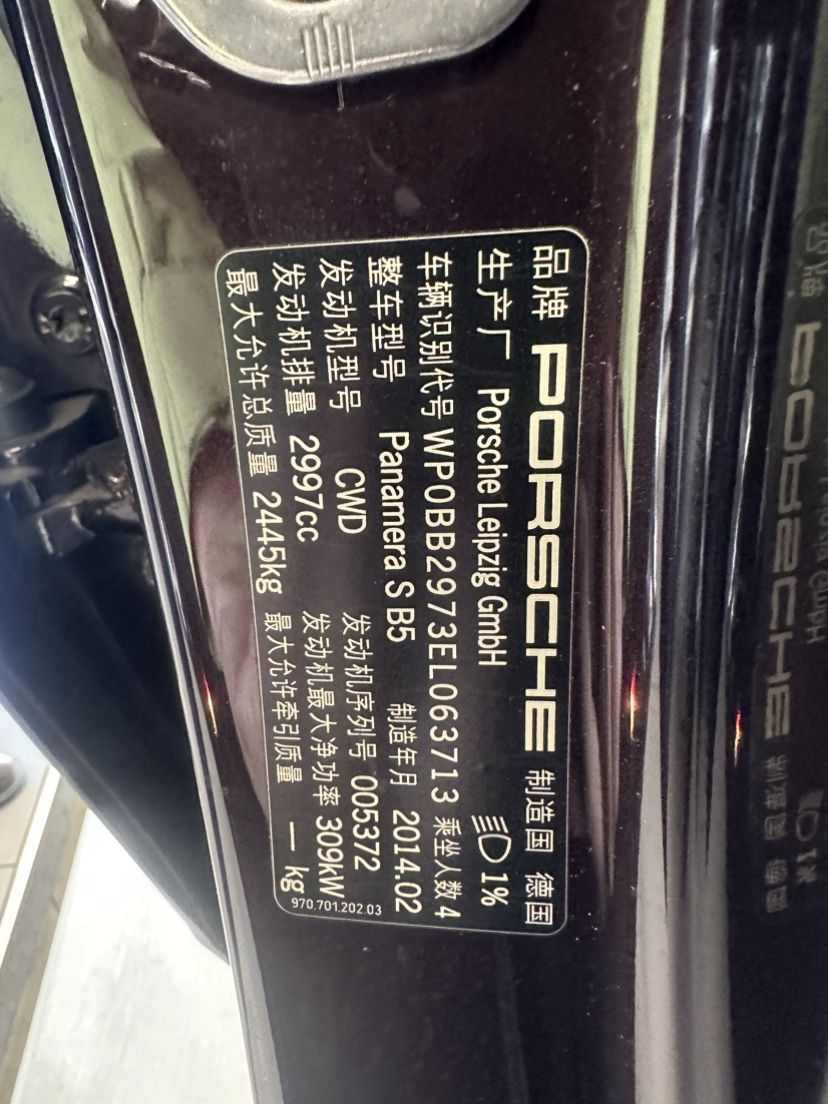 品牌 PORSCHE 制造国 德国
生产厂 Porsche Leipzig GmbH 1%
车辆识别代号 WP0BB2973EL063713 乘坐人数 4
整车型号 Panamera S B5 制造年月 2014.02
发动机型号 CWD 发动机序列号 005372
发动机排量 2997cc 发动机最大净功率 309kW
最大允许总质量 2445kg 最大允许牵引质量 — kg
970.701.202.03